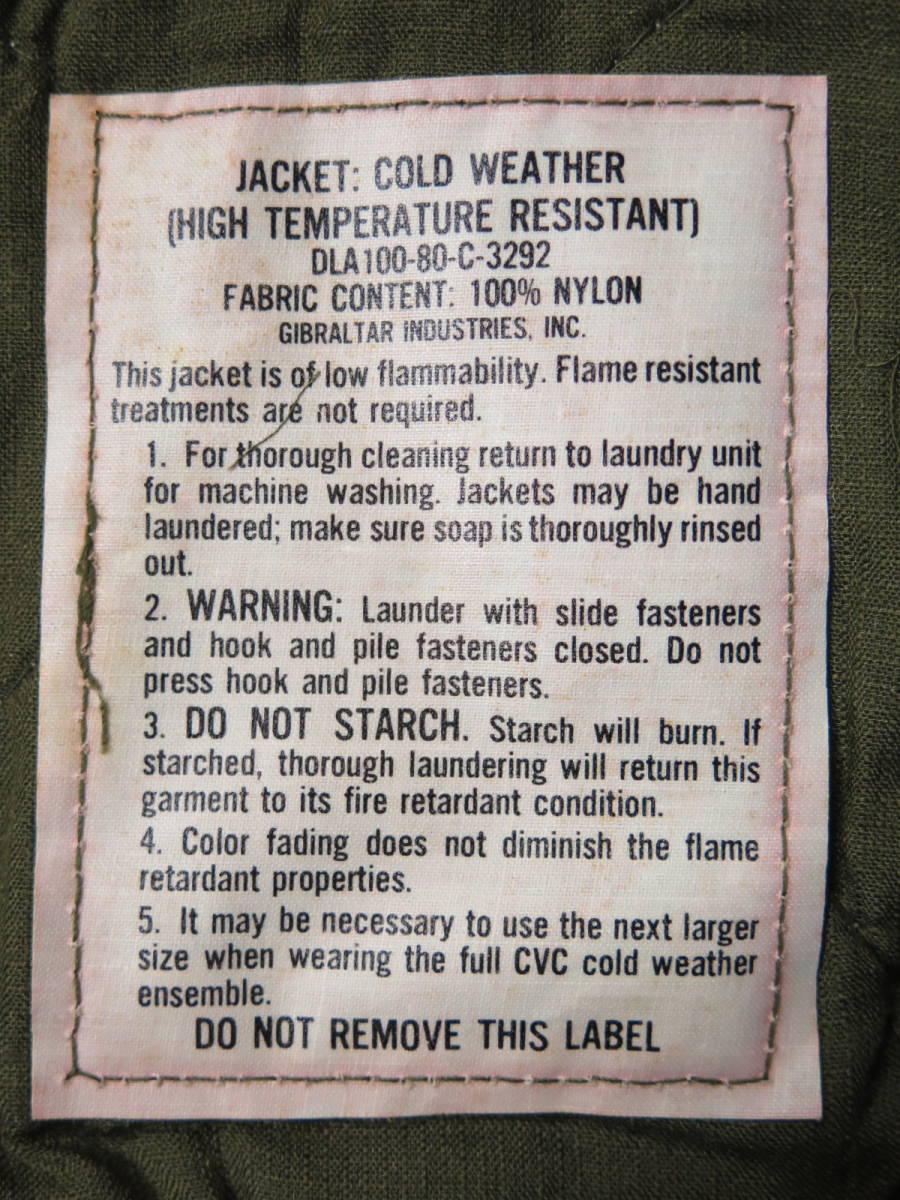 JACKET: COLD WEATHER
(HIGH TEMPERATURE RESISTANT)
DLA100-80-C-3292
FABRIC CONTENT: 100% NYLON
GIBRALTAR INDUSTRIES, INC.
This jacket is of low flammability. Flame resistant
treatments are not required.
1. For thorough cleaning return to laundry unit
for machine washing. Jackets may be hand
laundered; make sure soap is thoroughly rinsed
out.
2. WARNING: Launder with slide fasteners
and hook and pile fasteners closed. Do not
press hook and pile fasteners.
3. DO NOT STARCH. Starch will burn. If
starched, thorough laundering will return this
garment to its fire retardant condition.
4. Color fading does not diminish the flame
retardant properties.
5. It may be necessary to use the next larger
size when wearing the full CVC cold weather
ensemble.
DO NOT REMOVE THIS LABEL